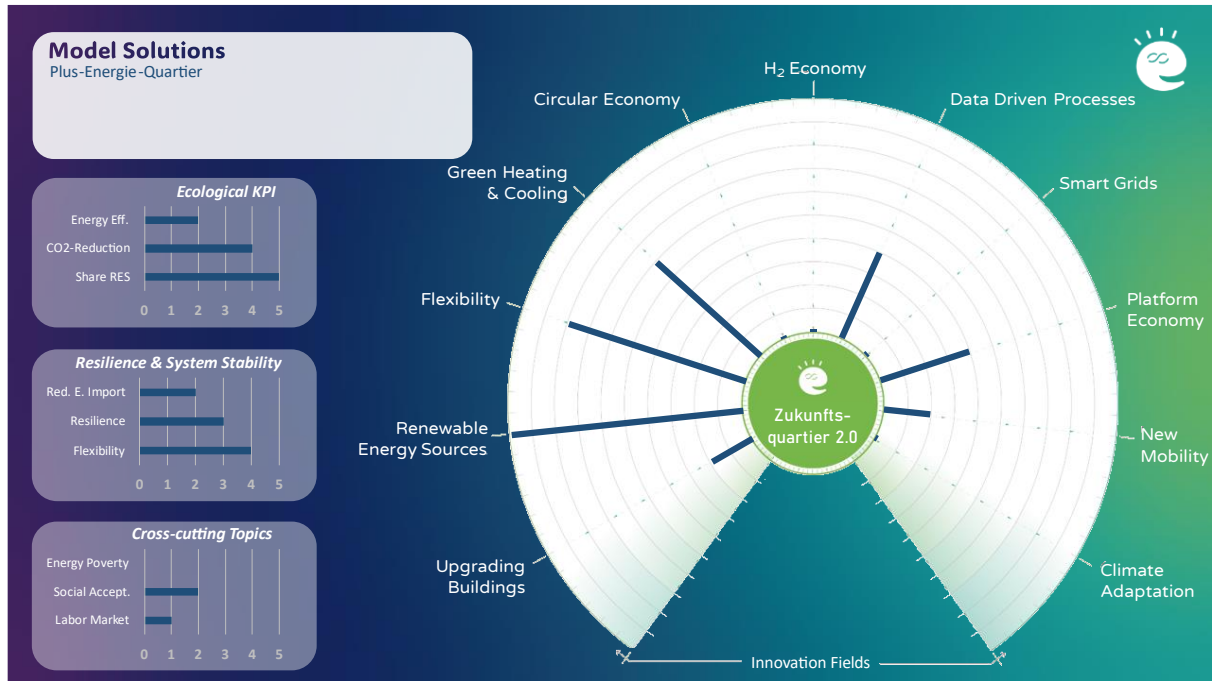 Model Solutions
Plus-Energie-Quartier
Ecological KPI
Energy Eff.
CO2-Reduction
Share RES
0 1 2 3 4 5
Resilience & System Stability
Red. E. Import
Resilience
Flexibility
0 1 2 3 4 5
Cross-cutting Topics
Energy Poverty
Social Accept.
Labor Market
0 1 2 3 4 5
H₂ Economy
Circular Economy
Data Driven Processes
Green Heating
& Cooling
Smart Grids
Flexibility
Platform
Economy
Zukunfts-
quartier 2.0
Renewable
Energy Sources
New
Mobility
Upgrading
Buildings
Climate
Adaptation
Innovation Fields